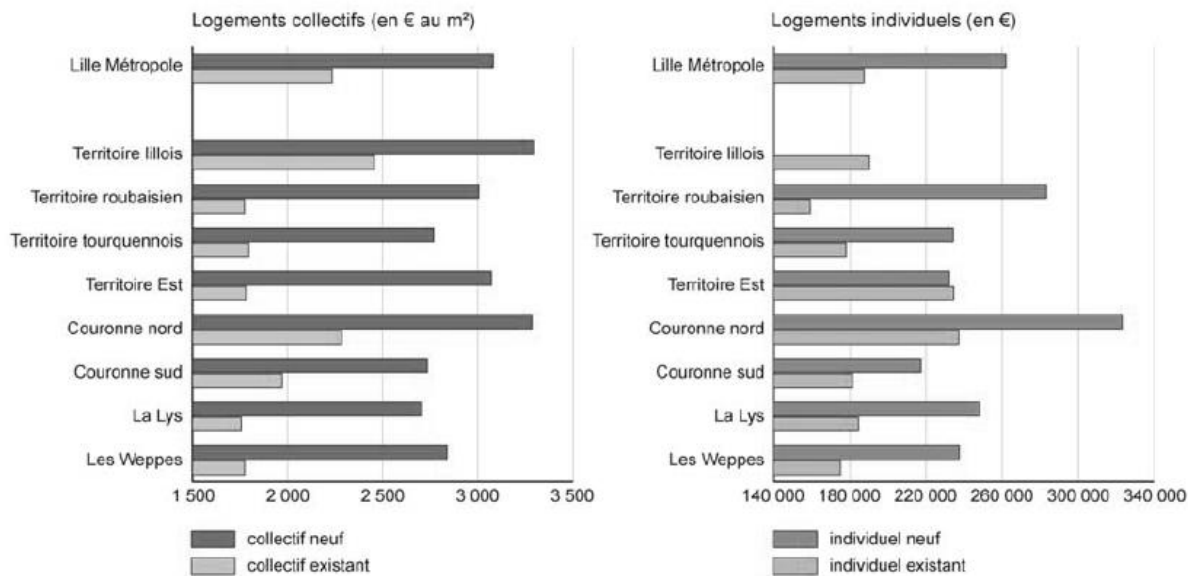 Logements collectifs (en € au m²)
Lille Métropole
Territoire lillois
Territoire roubaisien
Territoire tourquennois
Territoire Est
Couronne nord
Couronne sud
La Lys
Les Weppes
1 500 2 000 2 500 3 000 3 500
collectif neuf
collectif existant
Logements individuels (en €)
Lille Métropole
Territoire lillois
Territoire roubaisien
Territoire tourquennois
Territoire Est
Couronne nord
Couronne sud
La Lys
Les Weppes
140 000 180 000 220 000 260 000 300 000 340 000
individuel neuf
individuel existant